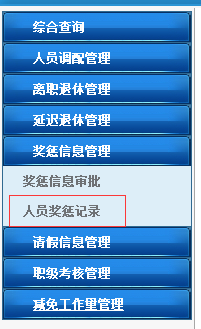 综合查询
人员调配管理
离职退休管理
延迟退休管理
奖惩信息管理
奖惩信息审批
人员奖惩记录
请假信息管理
职级考核管理
减免工作量管理